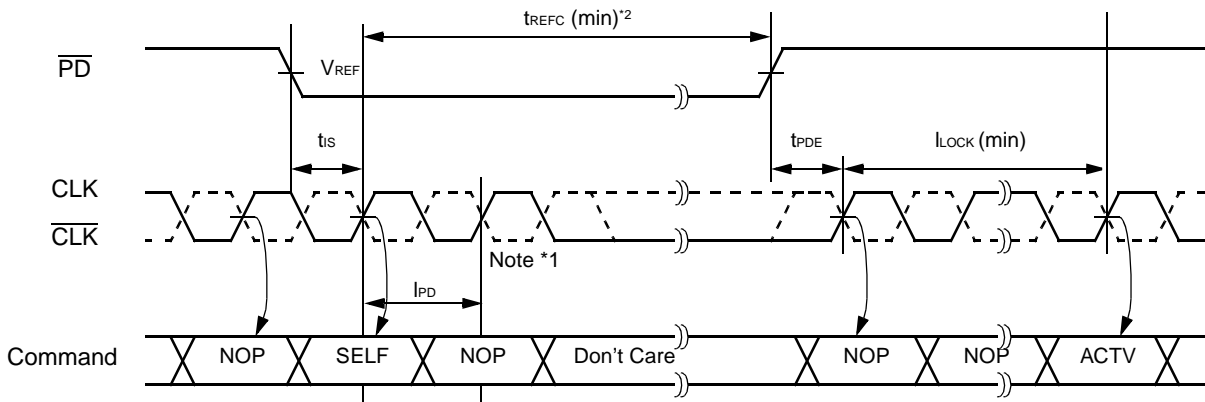 tREFC (min)*2
PD
VREF
tIS
tPDE
lLOCK (min)
CLK
CLK
Note *1
lPD
Command
NOP
SELF
NOP
Don't Care
NOP
NOP
ACTV